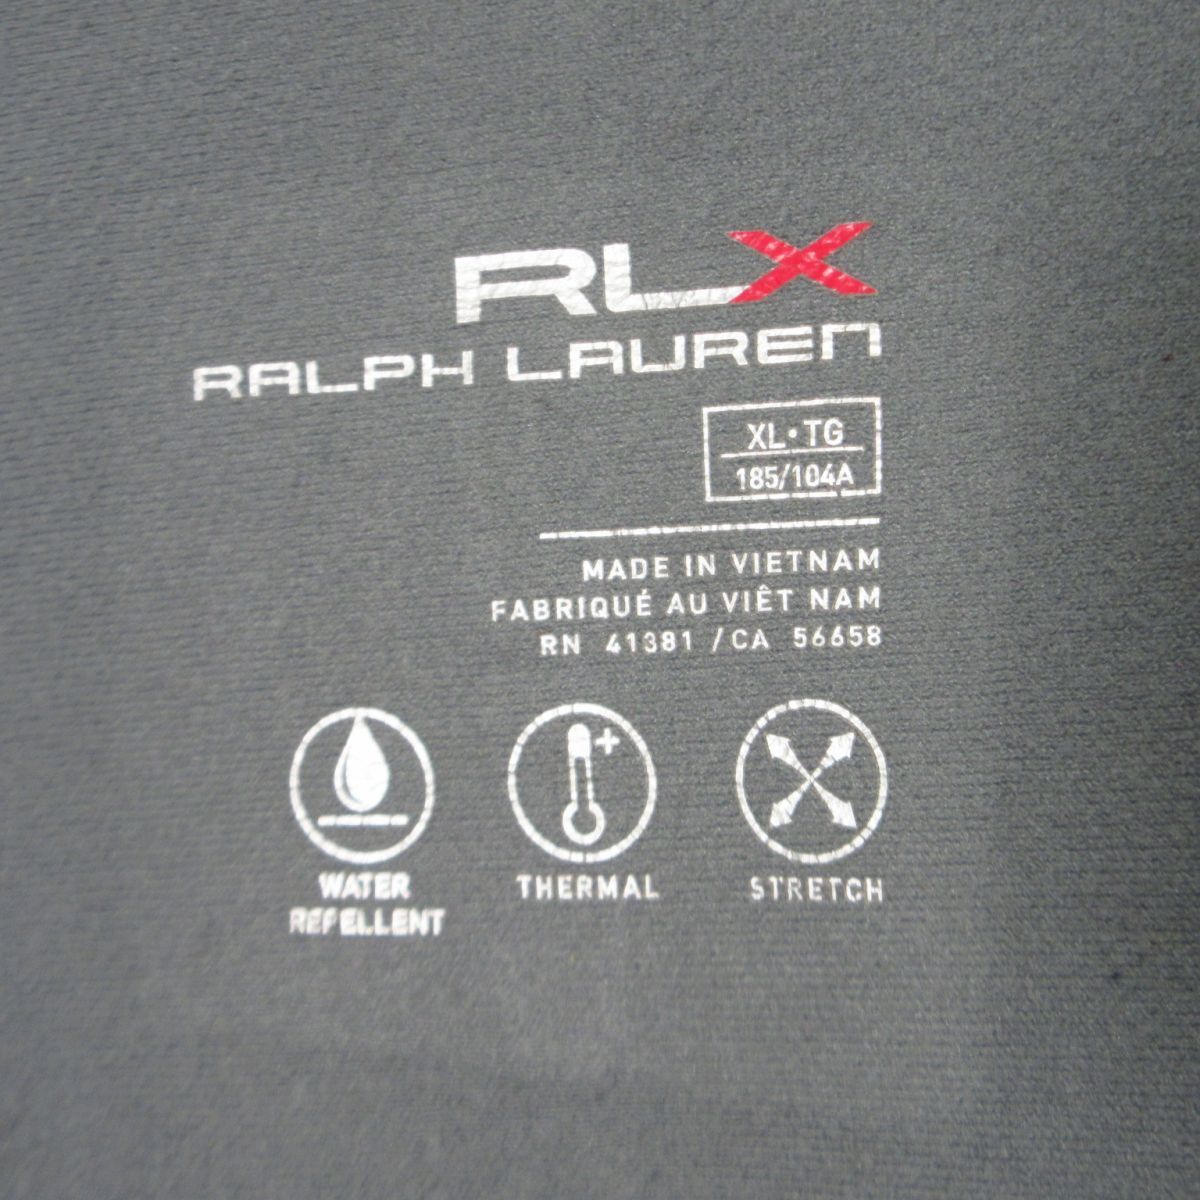 RLX
RALPH LAUREN
XL•TG
185/104A
MADE IN VIETNAM
FABRIQUÉ AU VIÊT NAM
RN 41381 /CA 56658
WATER REPELLENT
THERMAL
STRETCH